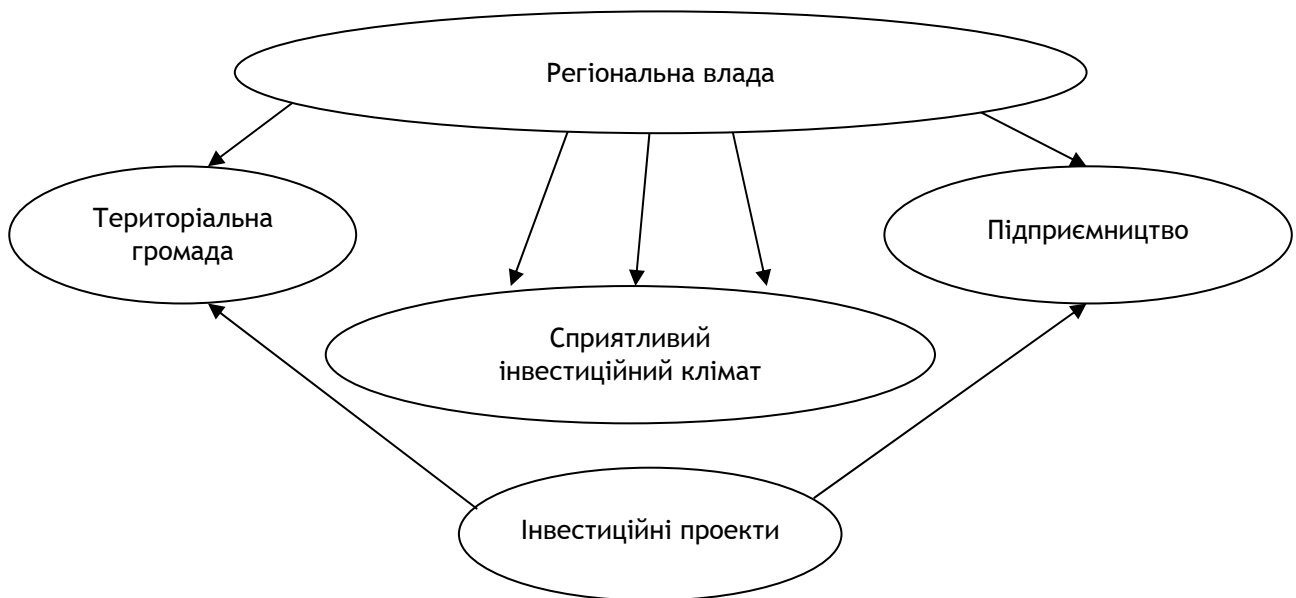 Регіональна влада
Територіальна
громада
Підприємництво
Сприятливий
інвестиційний клімат
Інвестиційні проекти